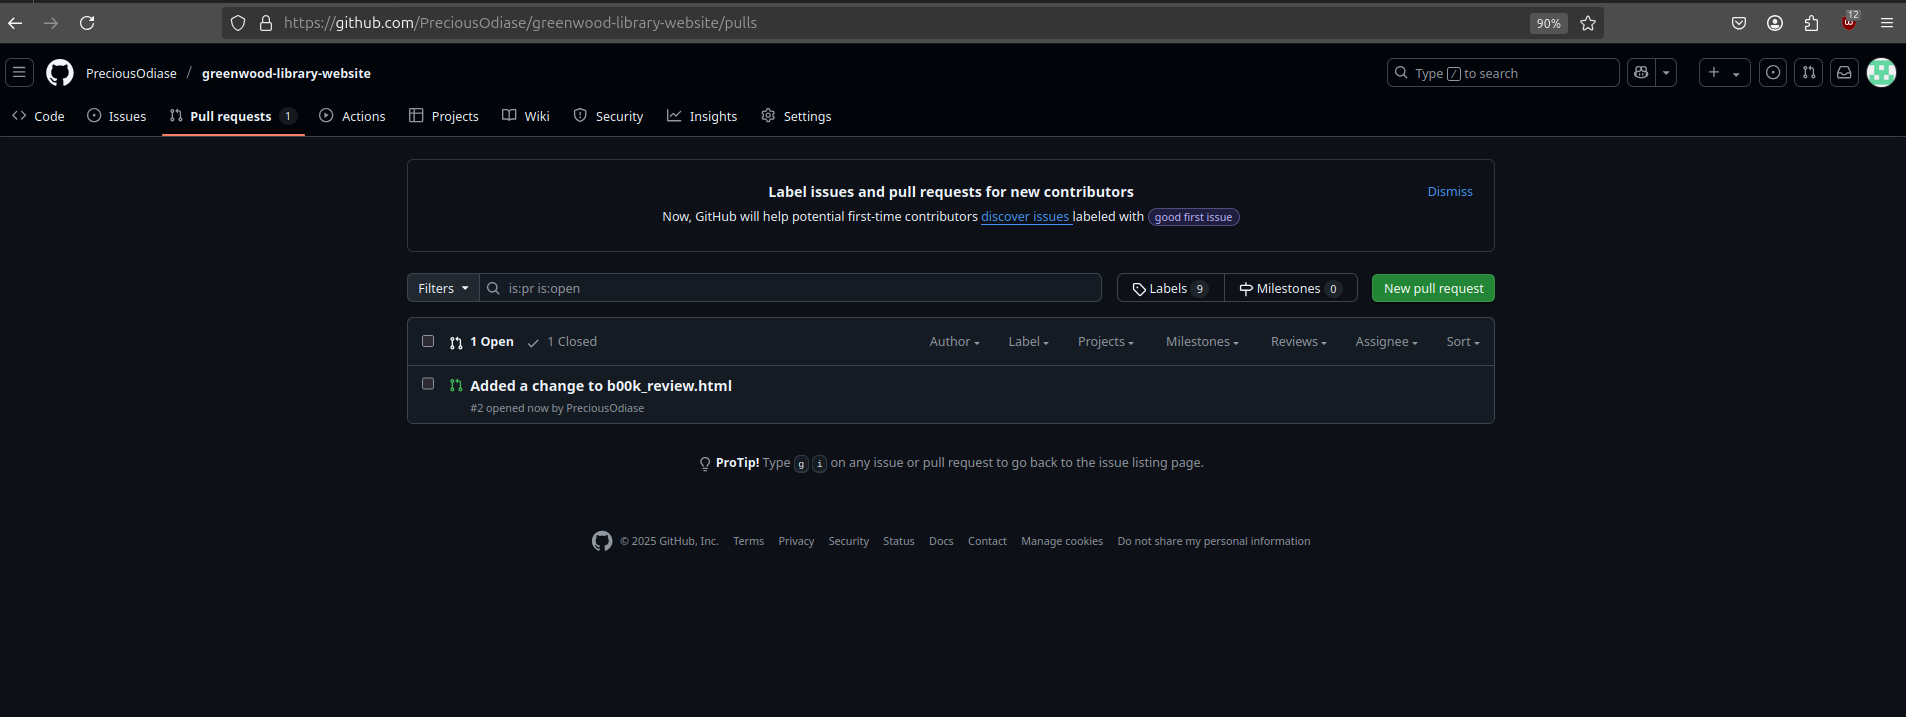 https://github.com/PreciousOdiase/greenwood-library-website/pulls
90%
12
PreciousOdiase / greenwood-library-website
Type / to search
Code
Issues
Pull requests 1
Actions
Projects
Wiki
Security
Insights
Settings
Label issues and pull requests for new contributors
Dismiss
Now, GitHub will help potential first-time contributors discover issues labeled with good first issue
Filters
is:pr is:open
Labels 9
Milestones 0
New pull request
1 Open
1 Closed
Author
Label
Projects
Milestones
Reviews
Assignee
Sort
Added a change to b00k_review.html
#2 opened now by PreciousOdiase
ProTip! Type g i on any issue or pull request to go back to the issue listing page.
© 2025 GitHub, Inc.
Terms
Privacy
Security
Status
Docs
Contact
Manage cookies
Do not share my personal information